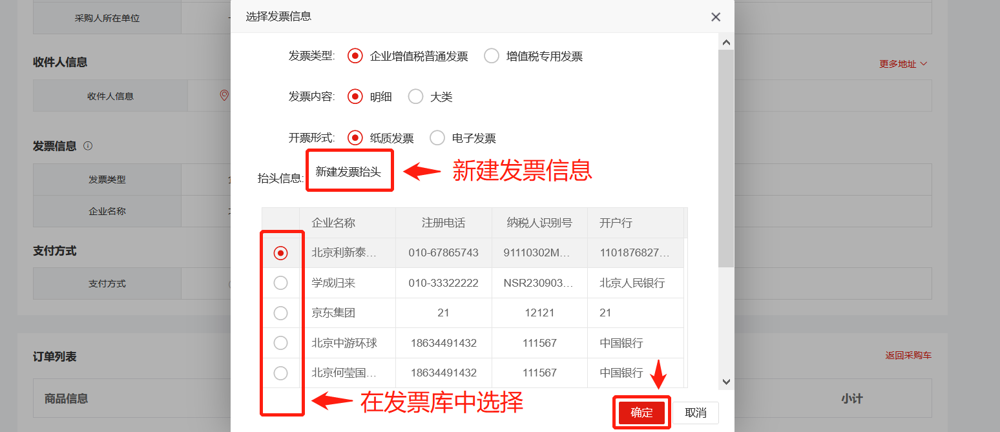 选择发票信息
采购人所在单位
发票类型: 企业增值税普通发票 增值税专用发票
收件人信息
更多地址
收件人信息
发票内容: 明细 大类
开票形式: 纸质发票 电子发票
发票信息
抬头信息: 新建发票抬头 新建发票信息
发票类型
企业名称
企业名称 注册电话 纳税人识别号 开户行
支付方式
支付方式
北京利新泰... 010-67865743 91110302M... 1101876827...
学成归来 010-33322222 NSR230903... 北京人民银行
京东集团 21 12121 21
北京中游环球 18634491432 111567 中国银行
北京何莹国... 18634491432 111567 中国银行
订单列表
返回采购车
商品信息
小计
在发票库中选择
确定 取消